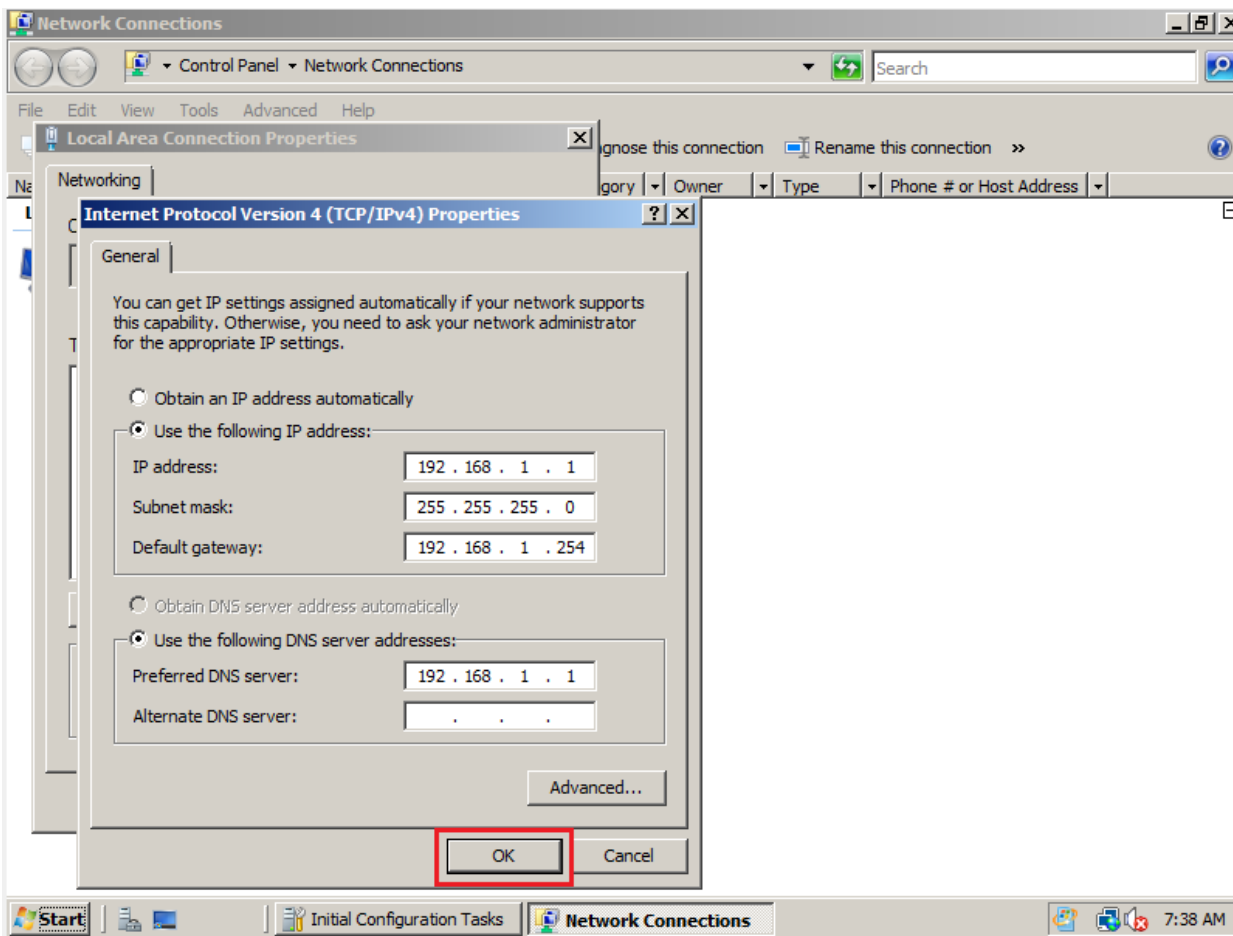 Network Connections
Control Panel Network Connections
Search
File Edit View Tools Advanced Help
Local Area Connection Properties
this connection Rename this connection »
Networking
Owner Type Phone # or Host Address
Internet Protocol Version 4 (TCP/IPv4) Properties
General
You can get IP settings assigned automatically if your network supports
this capability. Otherwise, you need to ask your network administrator
for the appropriate IP settings.
Obtain an IP address automatically
Use the following IP address:
IP address: 192 . 168 . 1 . 1
Subnet mask: 255 . 255 . 255 . 0
Default gateway: 192 . 168 . 1 . 254
Obtain DNS server address automatically
Use the following DNS server addresses:
Preferred DNS server: 192 . 168 . 1 . 1
Alternate DNS server: . . .
Advanced...
OK Cancel
Start Initial Configuration Tasks Network Connections 7:38 AM